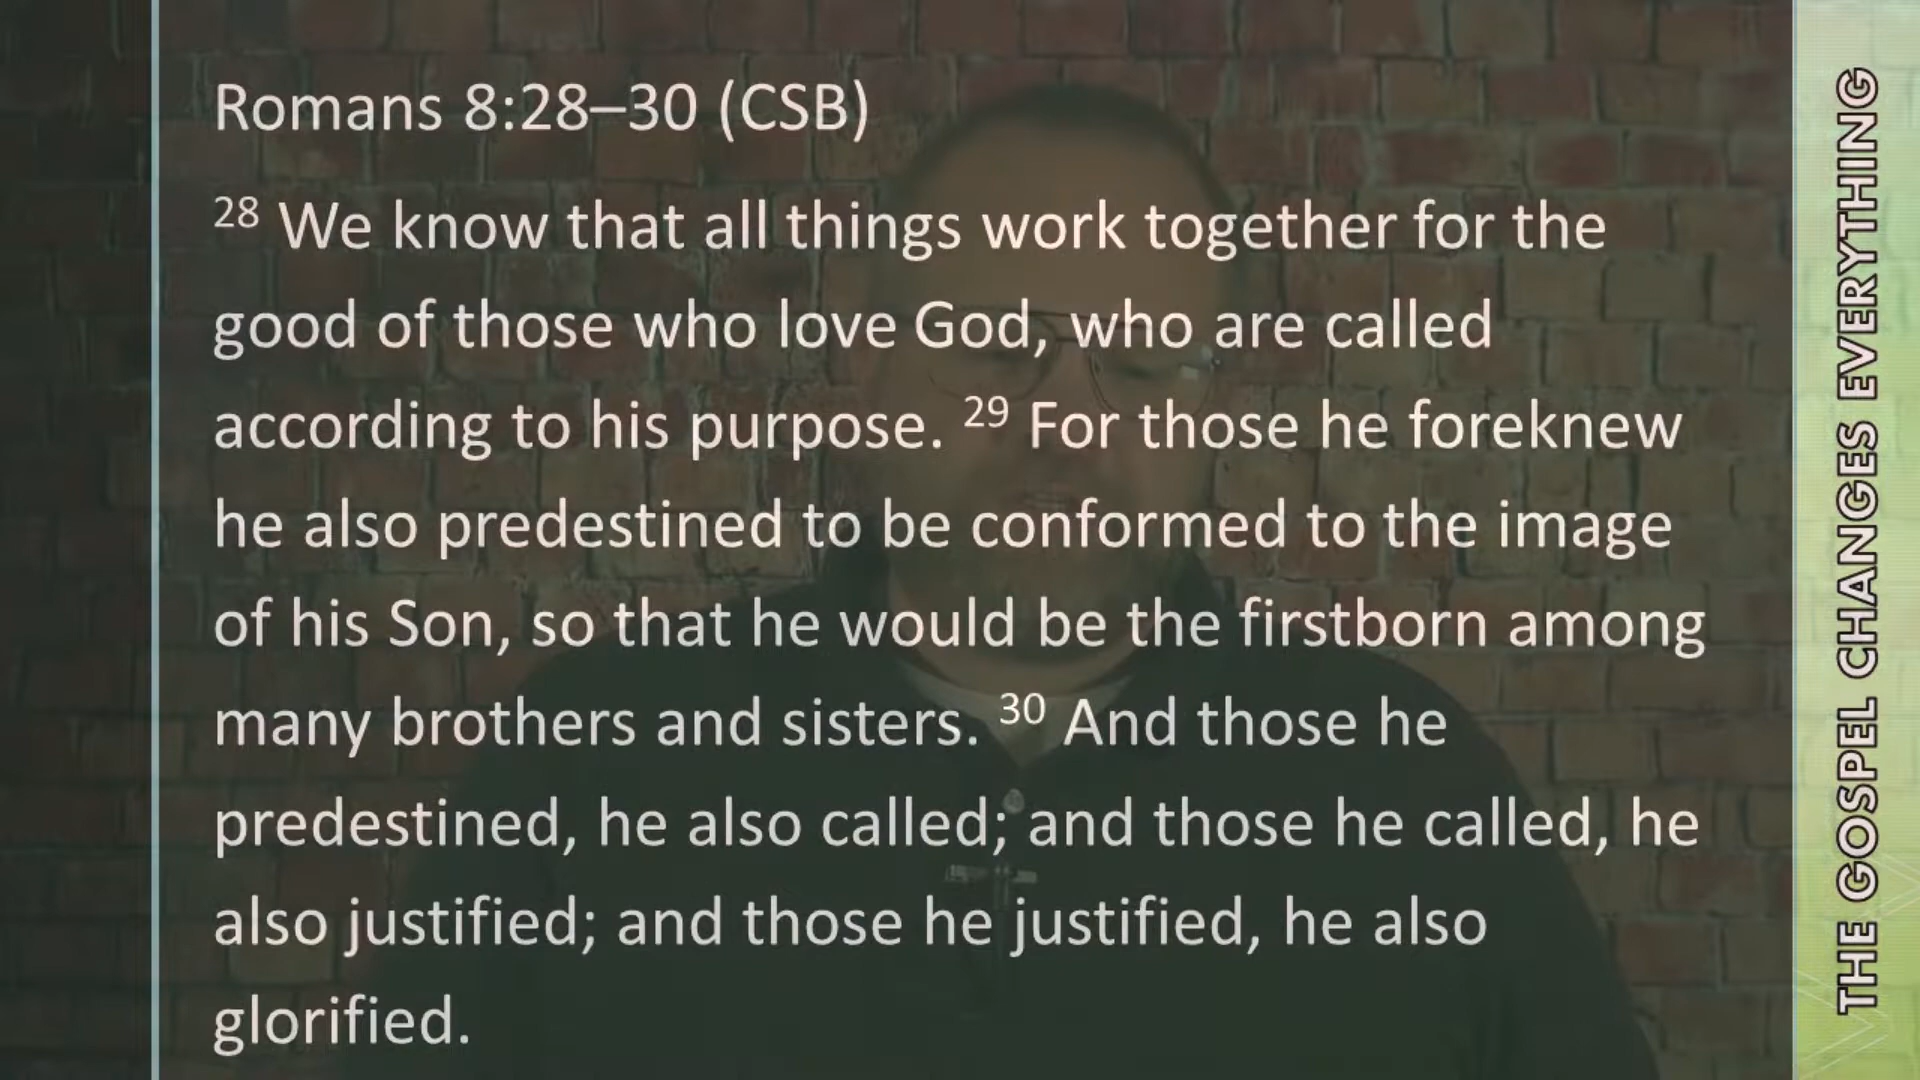 Romans 8:28–30 (CSB)
28 We know that all things work together for the
good of those who love God, who are called
according to his purpose. 29 For those he foreknew
he also predestined to be conformed to the image
of his Son, so that he would be the firstborn among
many brothers and sisters. 30 And those he
predestined, he also called; and those he called, he
also justified; and those he justified, he also
glorified.
THE GOSPEL CHANGES EVERYTHING